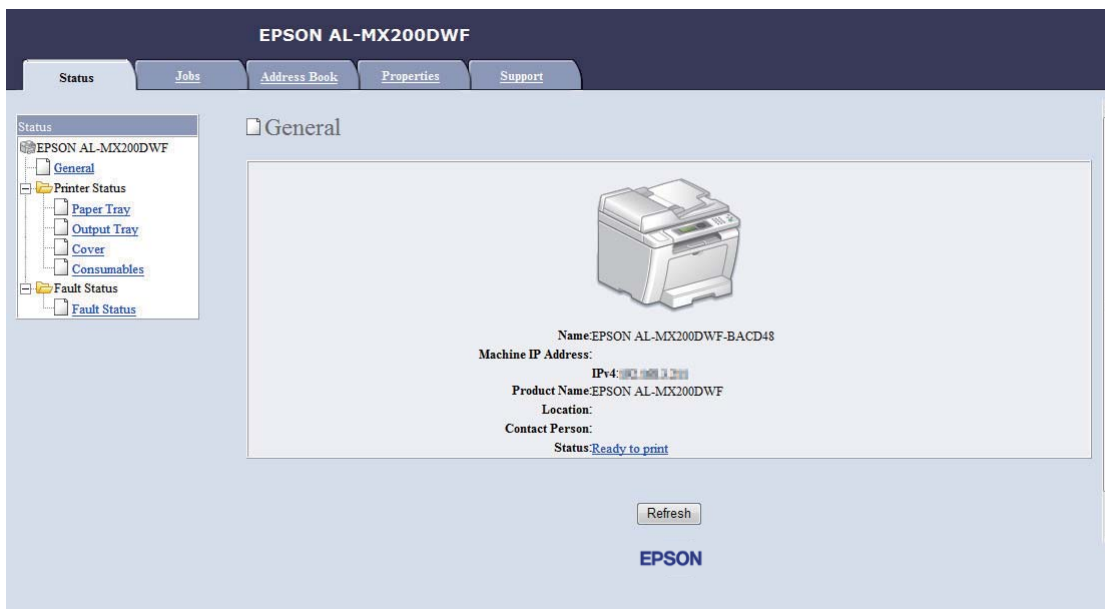 EPSON AL-MX200DWF
Status
Jobs
Address Book
Properties
Support
Status
EPSON AL-MX200DWF
General
Printer Status
Paper Tray
Output Tray
Cover
Consumables
Fault Status
Fault Status
General
Name:EPSON AL-MX200DWF-BACD48
Machine IP Address:
IPv4:
Product Name:EPSON AL-MX200DWF
Location:
Contact Person:
Status:Ready to print
Refresh
EPSON